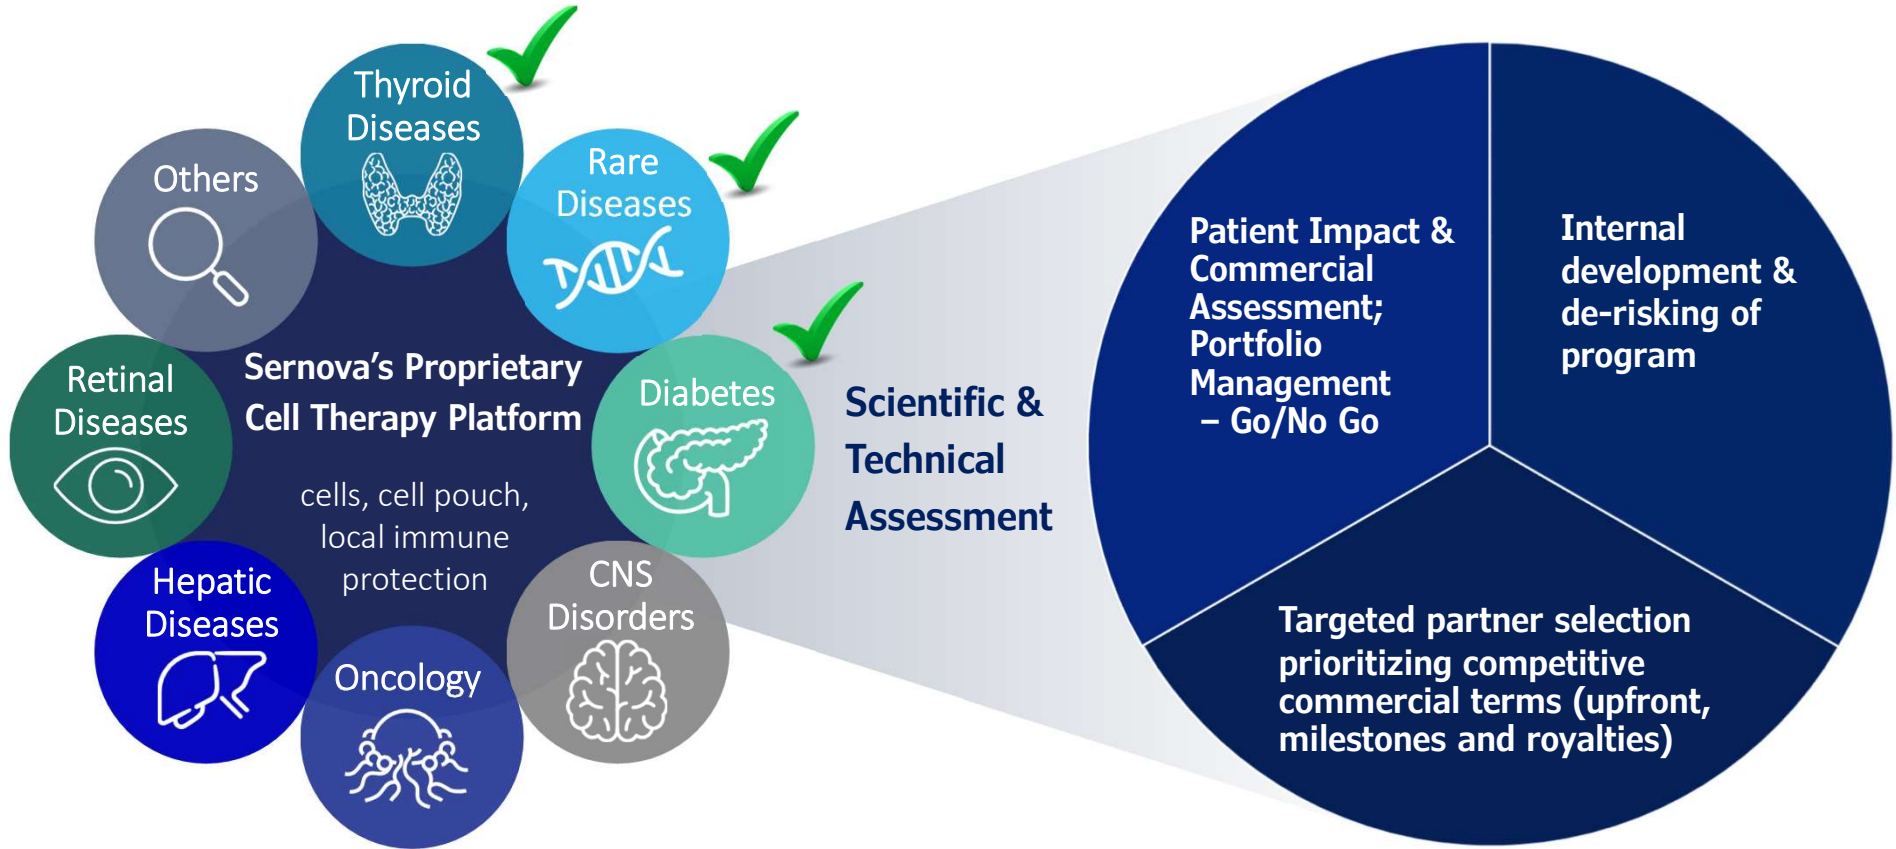 Thyroid
Diseases
Rare
Diseases
Others
Diabetes
Retinal
Diseases
Sernova’s Proprietary
Cell Therapy Platform
cells, cell pouch,
local immune
protection
CNS
Disorders
Hepatic
Diseases
Oncology
Scientific &
Technical
Assessment
Patient Impact &
Commercial
Assessment;
Portfolio
Management
– Go/No Go
Internal
development &
de-risking of
program
Targeted partner selection
prioritizing competitive
commercial terms (upfront,
milestones and royalties)